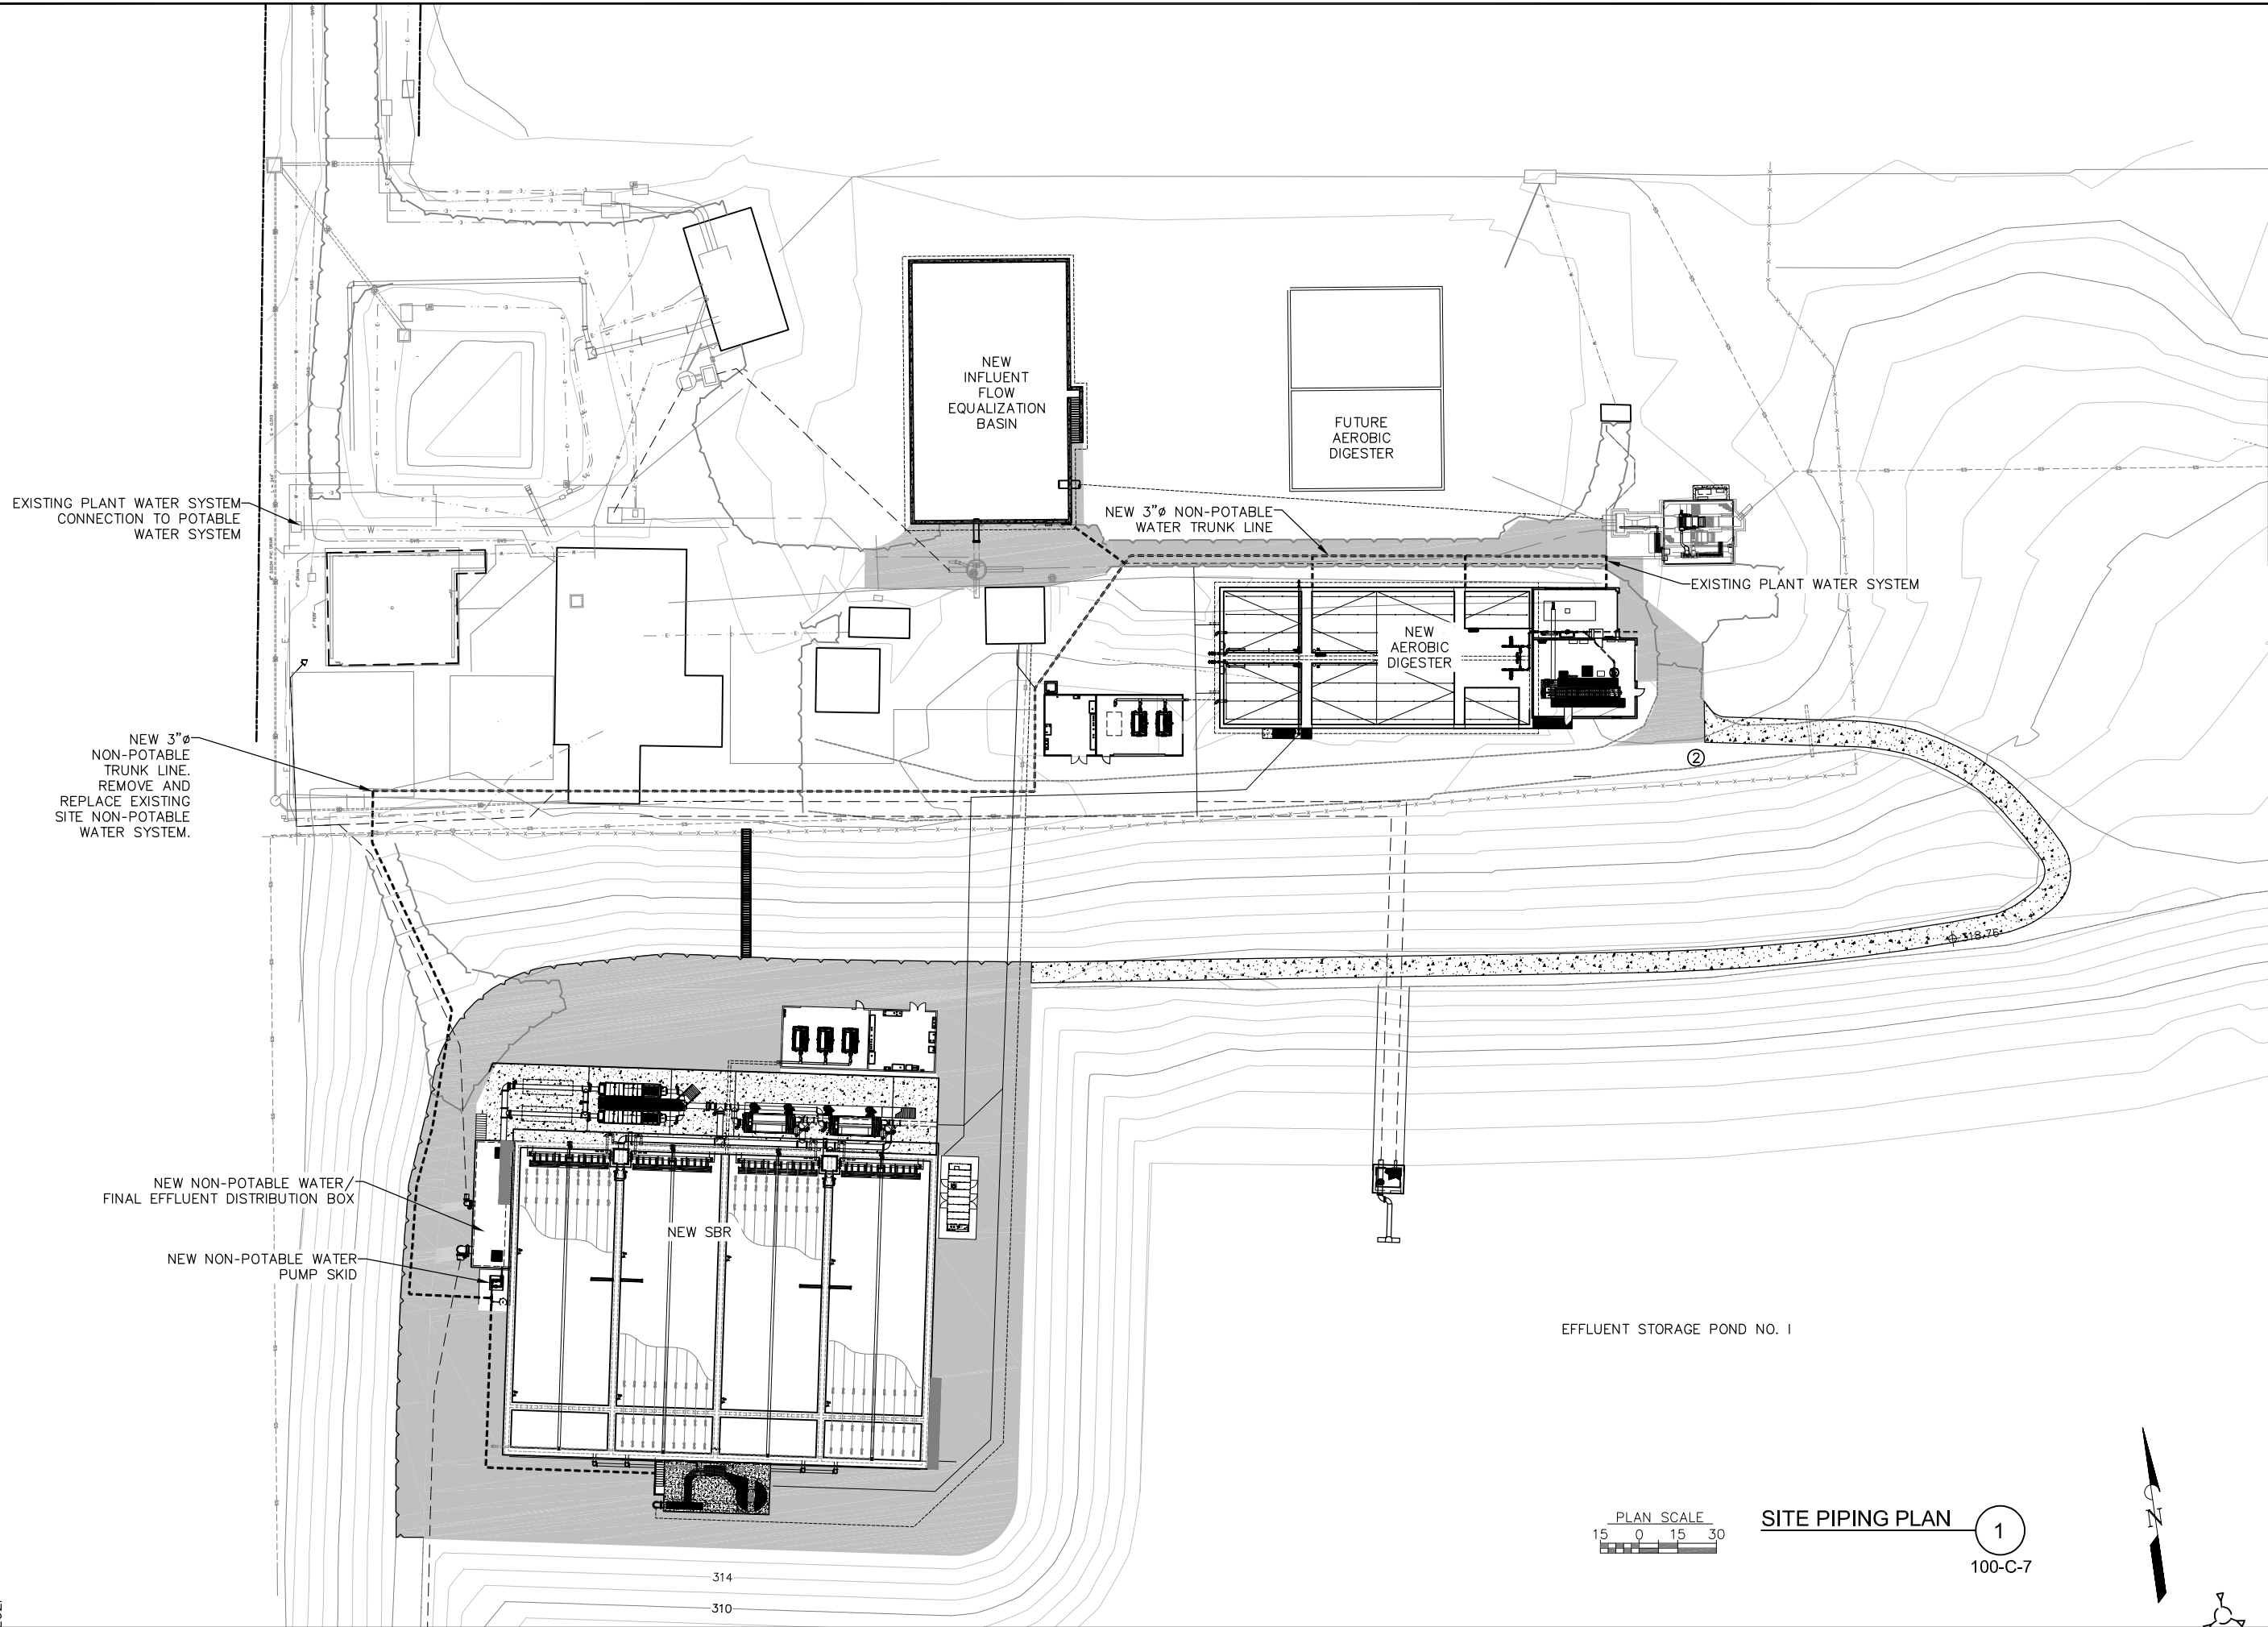 NEW
INFLUENT
FLOW
EQUALIZATION
BASIN
FUTURE
AEROBIC
DIGESTER
EXISTING PLANT WATER SYSTEM
CONNECTION TO POTABLE
WATER SYSTEM
NEW 3"ø NON-POTABLE
WATER TRUNK LINE
EXISTING PLANT WATER SYSTEM
NEW
AEROBIC
DIGESTER
NEW 3"ø
NON-POTABLE
TRUNK LINE.
REMOVE AND
REPLACE EXISTING
SITE NON-POTABLE
WATER SYSTEM.
2
318.76
NEW NON-POTABLE WATER/
FINAL EFFLUENT DISTRIBUTION BOX
NEW SBR
NEW NON-POTABLE WATER
PUMP SKID
EFFLUENT STORAGE POND NO. 1
PLAN SCALE
15 0 15 30
SITE PIPING PLAN
1
100-C-7
N
314
310